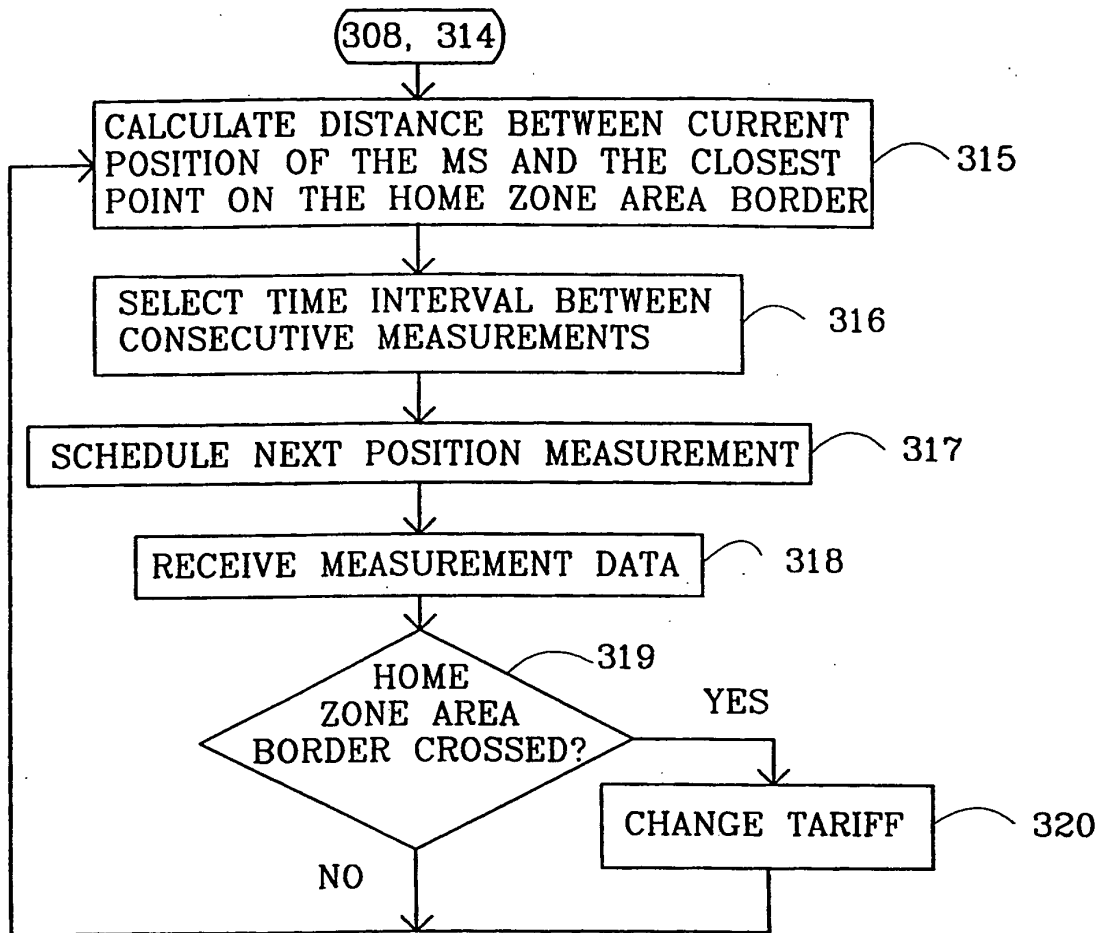 308, 314
CALCULATE DISTANCE BETWEEN CURRENT
POSITION OF THE MS AND THE CLOSEST
POINT ON THE HOME ZONE AREA BORDER
315
SELECT TIME INTERVAL BETWEEN
CONSECUTIVE MEASUREMENTS
316
SCHEDULE NEXT POSITION MEASUREMENT
317
RECEIVE MEASUREMENT DATA
318
HOME
ZONE AREA
BORDER CROSSED?
319
YES
CHANGE TARIFF
320
NO